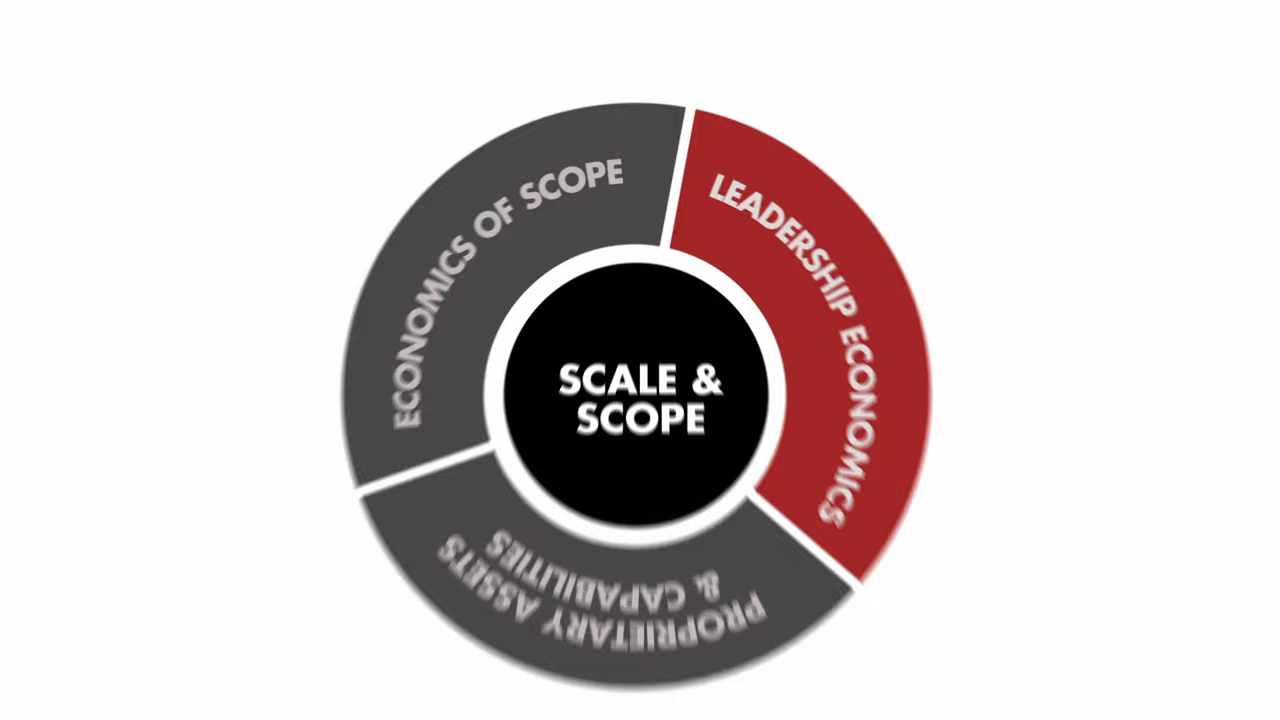 ECONOMICS OF SCOPE
LEADERSHIP ECONOMICS
SCALE &
SCOPE
PROPRIETARY ASSETS
& CAPABILITIES